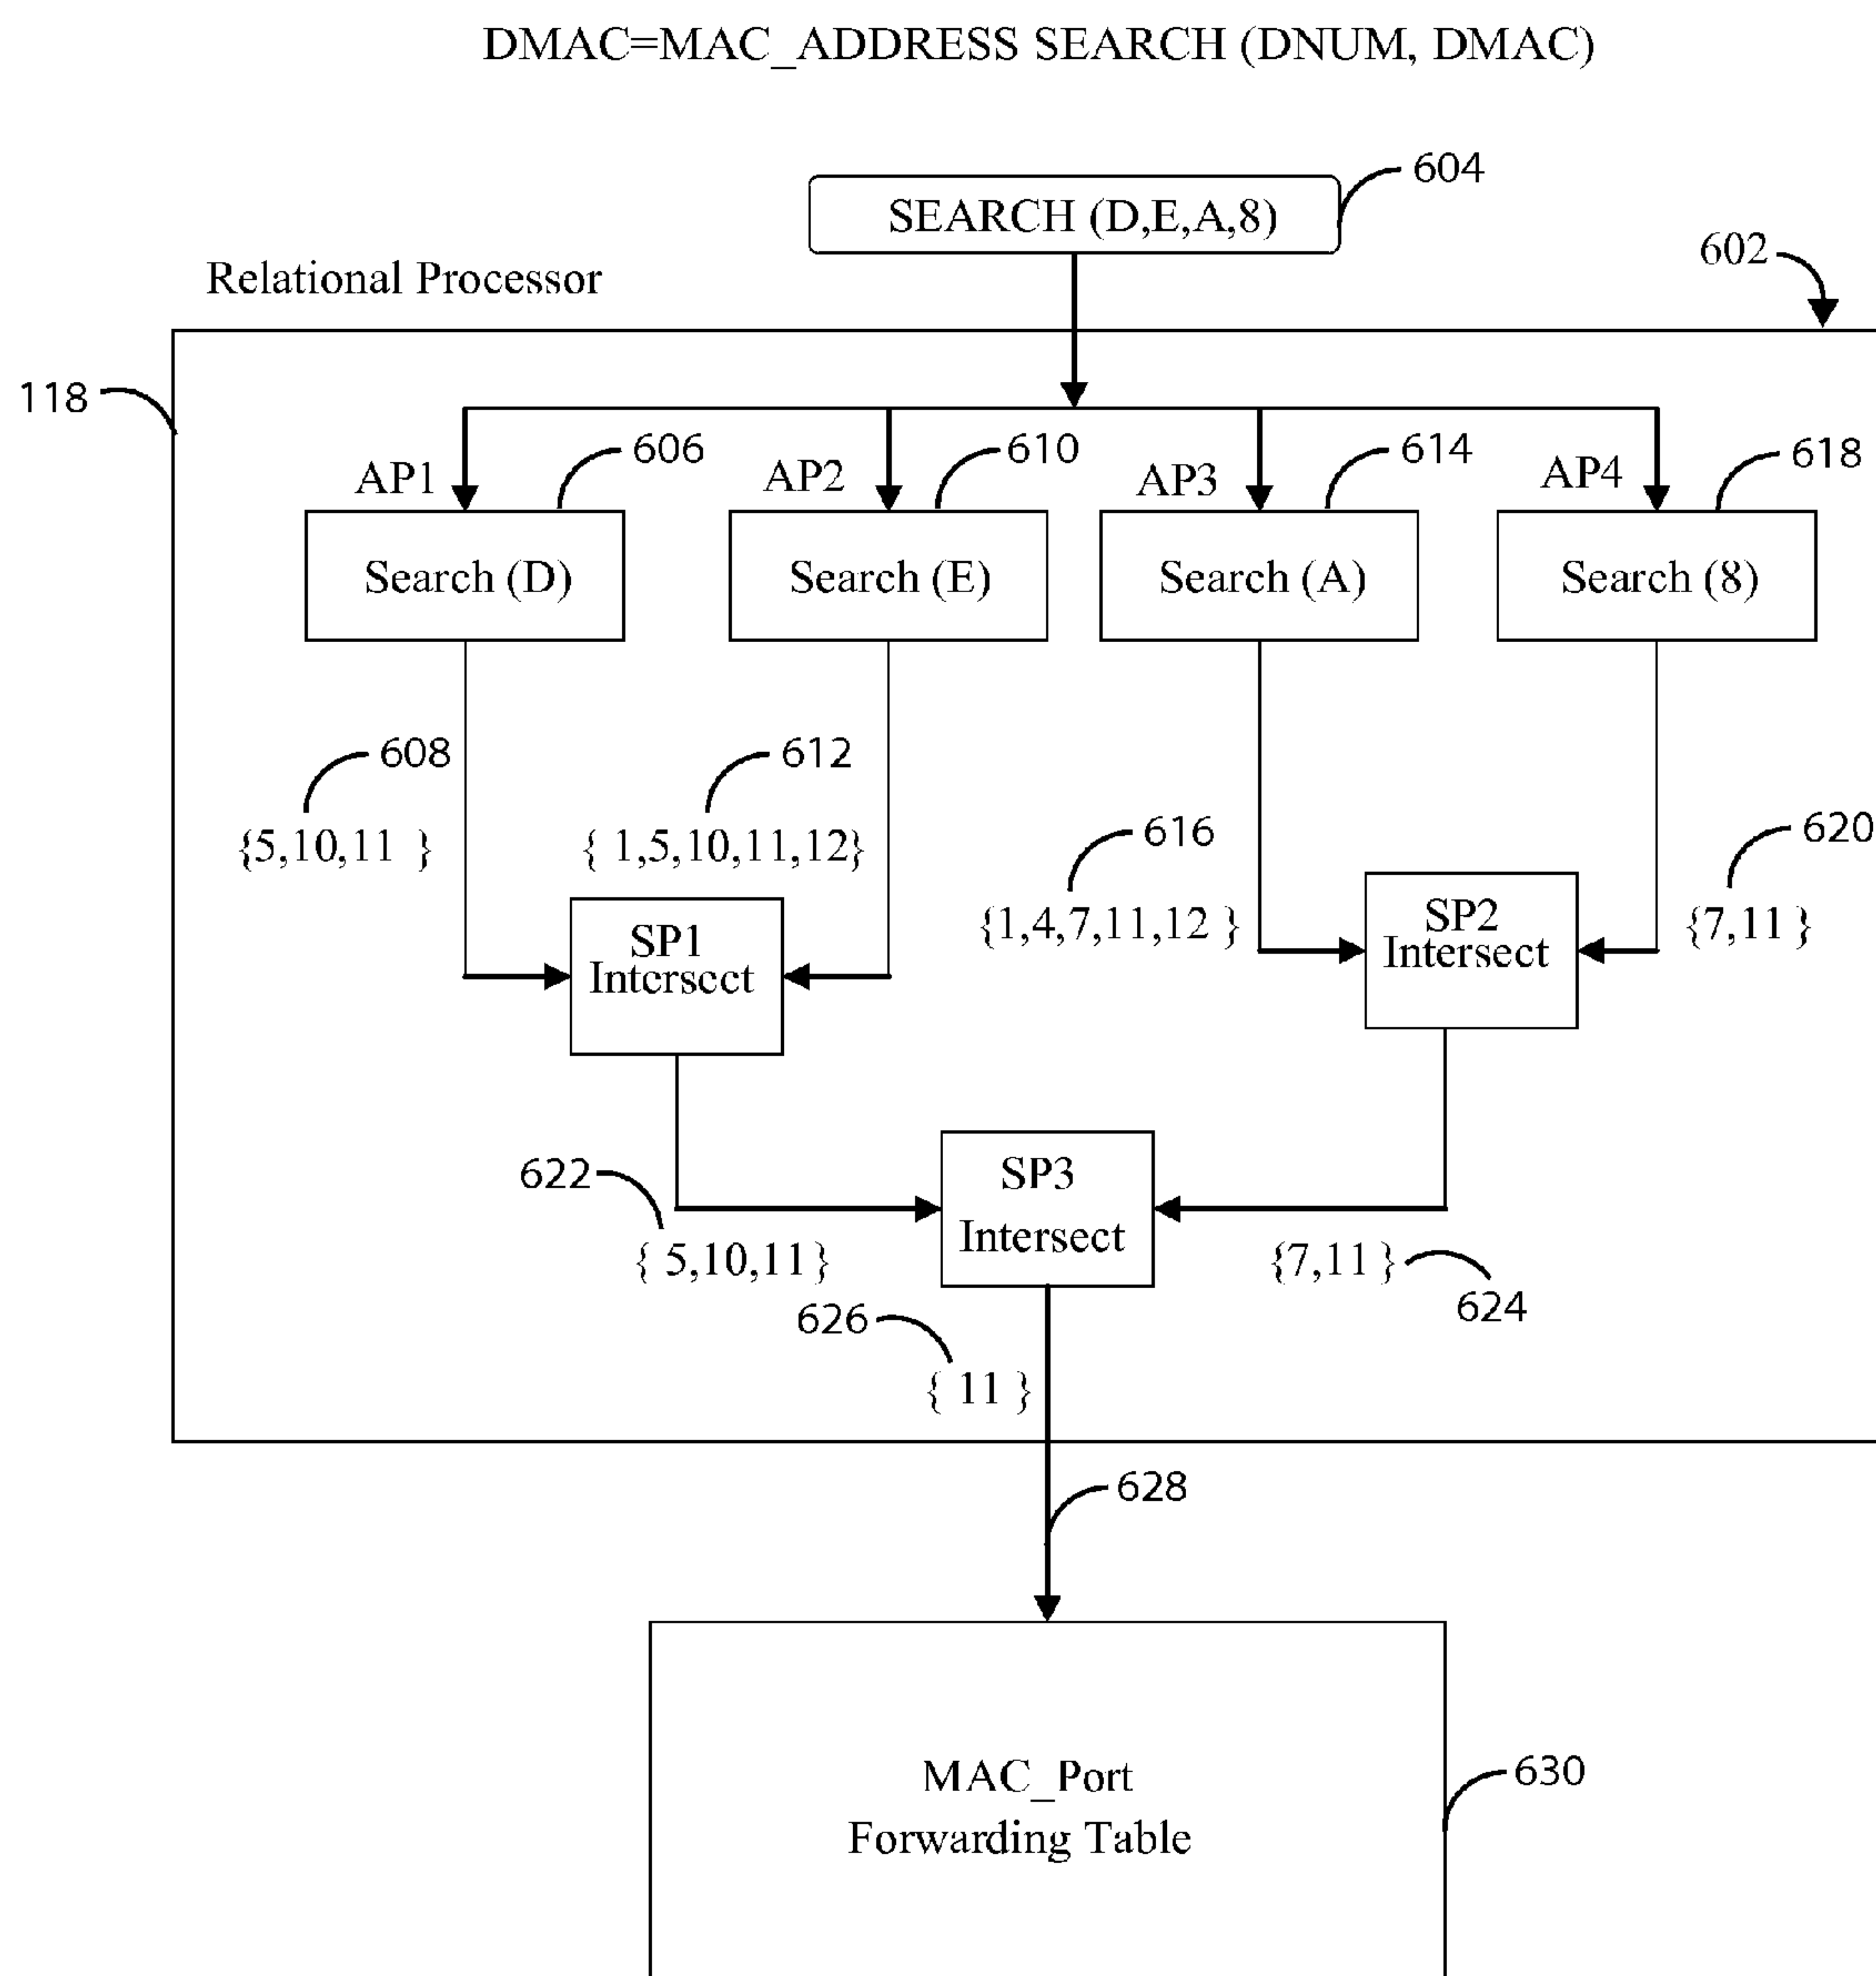 DMAC=MAC_ADDRESS SEARCH (DNUM, DMAC)
604
SEARCH (D,E,A,8)
602
Relational Processor
118
606
610
614
618
AP1
AP2
AP3
AP4
Search (D)
Search (E)
Search (A)
Search (8)
608
612
616
620
{5,10,11 }
{ 1,5,10,11,12}
{1,4,7,11,12 }
{7,11 }
SP1
Intersect
SP2
Intersect
622
SP3
Intersect
{ 5,10,11}
{7,11 }
624
626
{ 11 }
628
MAC_Port
Forwarding Table
630